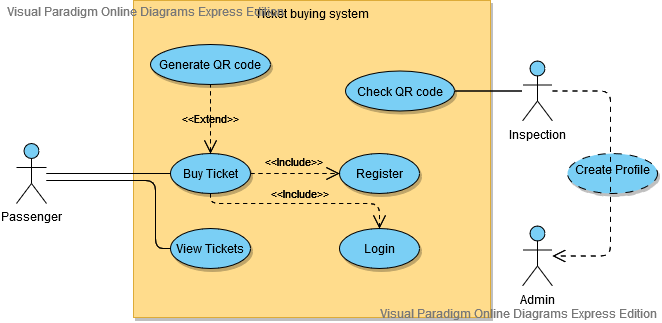 Visual Paradigm Online Diagrams Express Edition
Ticket buying system
Generate QR code
Check QR code
<<Extend>>
Inspection
Buy Ticket
<<Include>>
Register
Create Profile
<<Include>>
Passenger
View Tickets
Login
Admin
Visual Paradigm Online Diagrams Express Edition